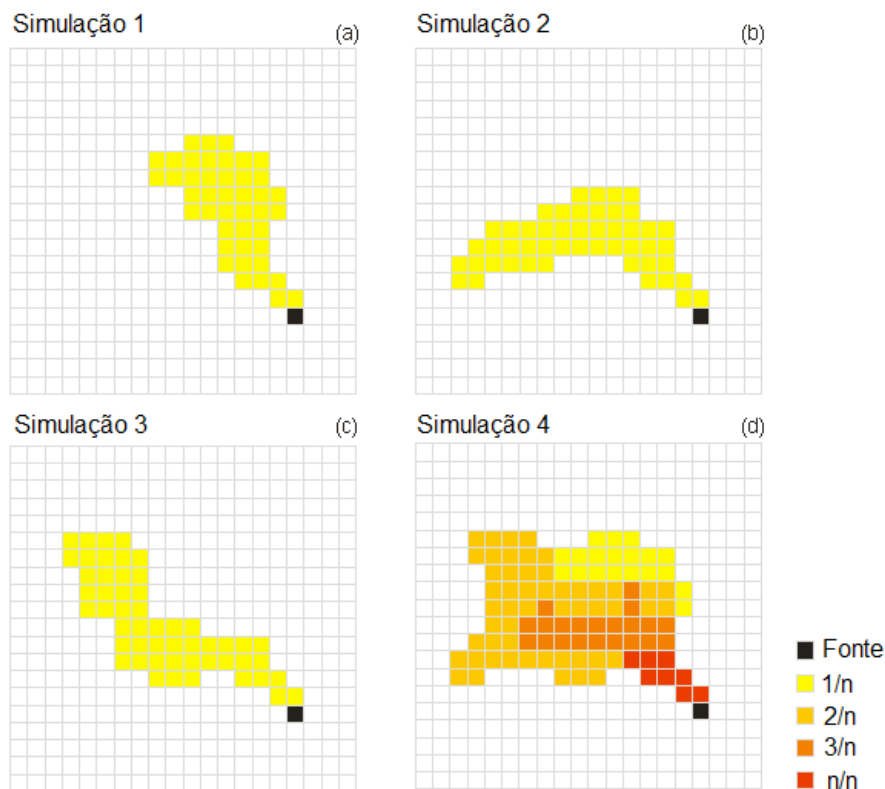 Simulação 1 (a)
Simulação 2 (b)
Simulação 3 (c)
Simulação 4 (d)
Fonte
1/n
2/n
3/n
n/n